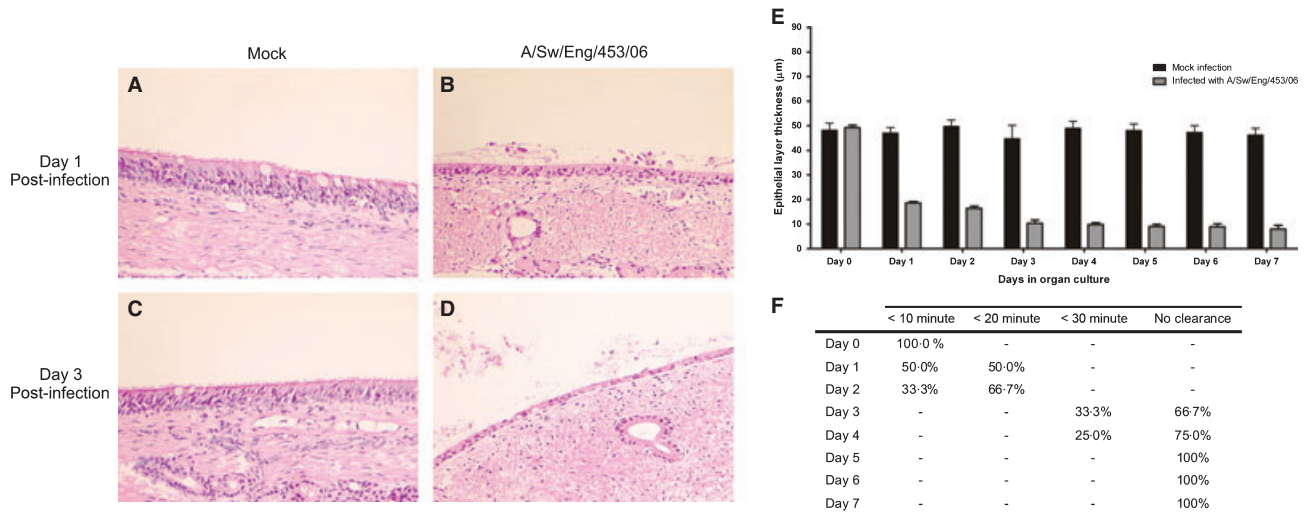 Mock
A/Sw/Eng/453/06
A
B
Day 1
Post-infection
C
D
Day 3
Post-infection
E
Epithelial layer thickness (μm)
90
80
70
60
50
40
30
20
10
0
Mock infection
Infected with A/Sw/Eng/453/06
Day 0 Day 1 Day 2 Day 3 Day 4 Day 5 Day 6 Day 7
Days in organ culture
F
< 10 minute < 20 minute < 30 minute No clearance
Day 0 100·0 % - - -
Day 1 50·0% 50·0% - -
Day 2 33·3% 66·7% - -
Day 3 - - 33·3% 66·7%
Day 4 - - 25·0% 75·0%
Day 5 - - - 100%
Day 6 - - - 100%
Day 7 - - - 100%